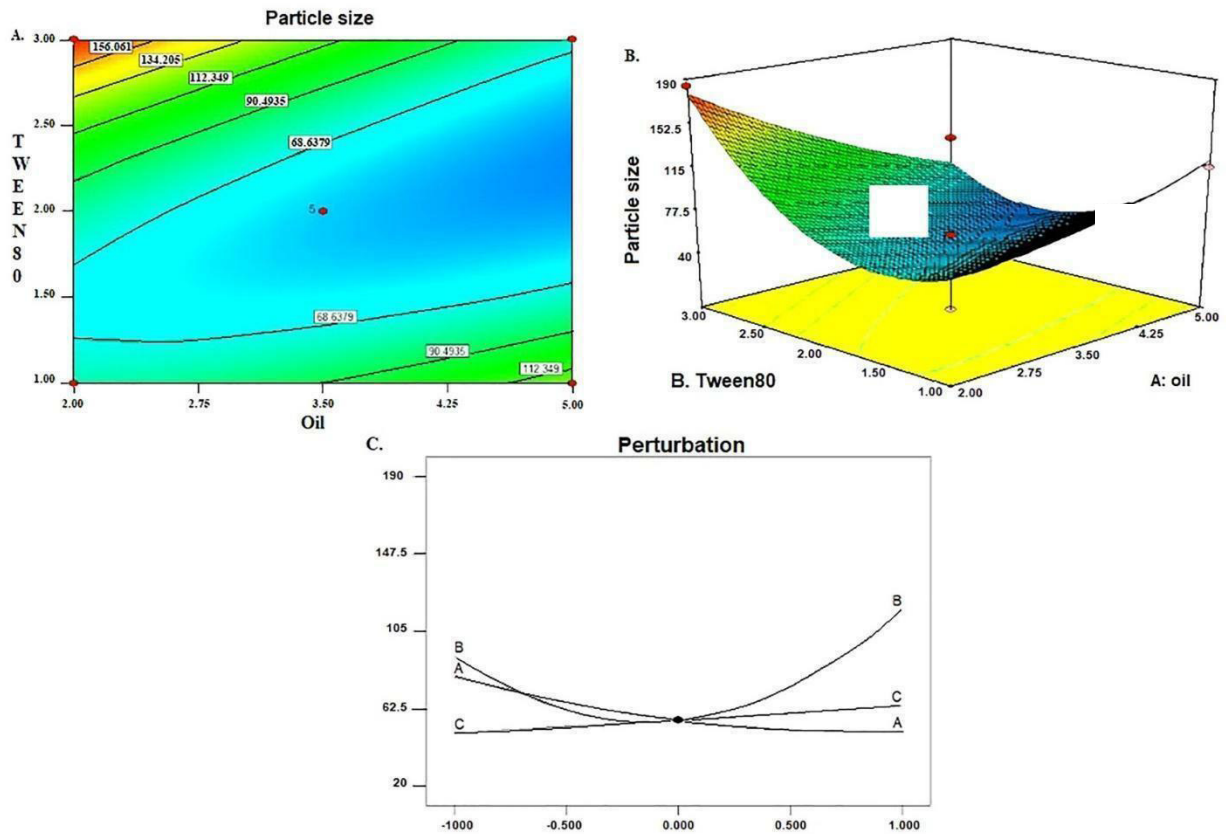 Particle size
A.
3.00
156.061
134.205
112.349
90.4935
2.50
68.6379
TWEEN80
2.00
5
1.50
68.6379
90.4935
112.349
1.00
2.00
2.75
3.50
4.25
5.00
Oil
B.
190
152.5
115
77.5
40
Particle size
3.00
2.50
2.00
1.50
1.00
5.00
4.25
3.50
2.75
2.00
B. Tween80
A: oil
C.
Perturbation
190
147.5
105
62.5
20
B
A
C
B
C
A
-1000
-0.500
0.000
0.500
1.000